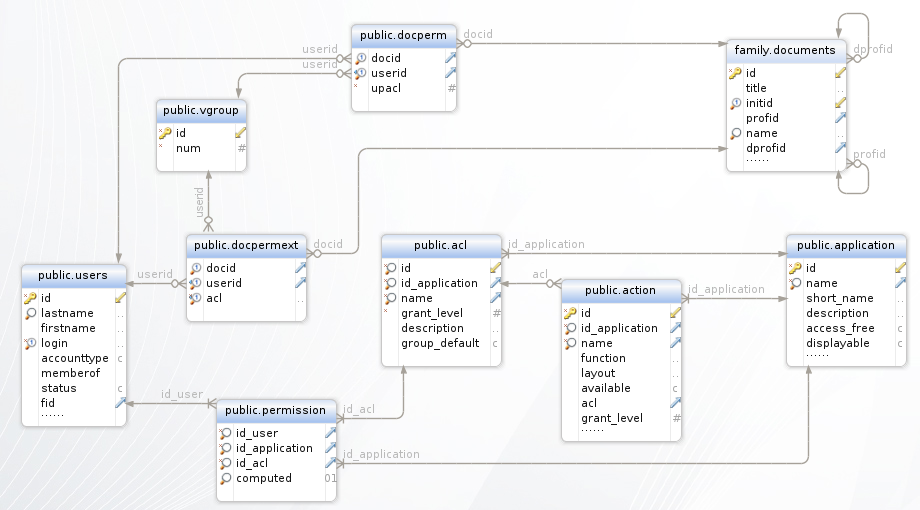 public.docperm
docid
userid
upacl
#
userid
userid
docid
family.documents
id
title
initid
profid
name
dprofid
......
dprofid
profid
public.vgroup
id
num
#
userid
public.docpermext
docid
userid
acl
userid
docid
public.users
id
lastname
firstname
login
accounttype
c
memberof
status
c
fid
......
public.acl
id
id_application
name
grant_level
#
description
group_default
c
id_application
acl
public.action
id
id_application
name
function
layout
available
c
acl
grant_level
#
......
id_application
public.application
id
name
short_name
description
access_free
c
displayable
c
......
id_user
public.permission
id_user
id_application
id_acl
computed
01
id_acl
id_application